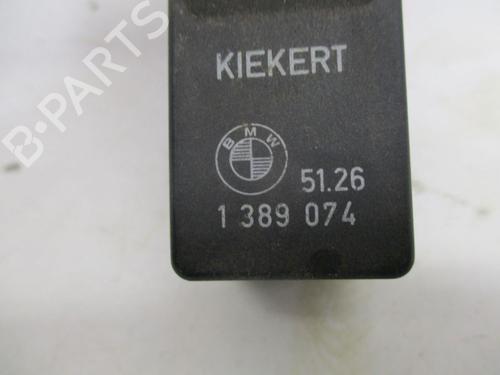 KIEKERT
BMW
51.26
1 389 074
B-PARTS